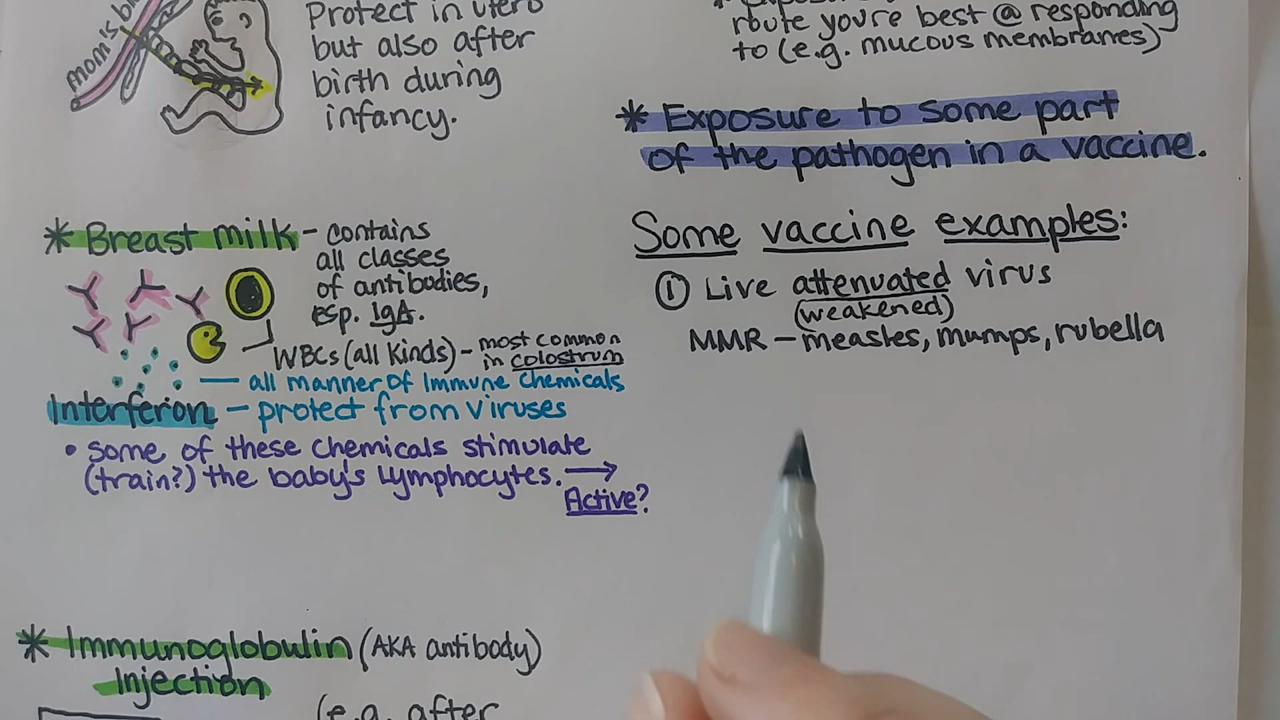 mom's b
Protect in utero
but also after
birth during
infancy.
* Breast milk - contains
all classes
of antibodies,
esp. IgA.
WBCs (all kinds) - most common
in colostrum
— all manner of immune chemicals
Interferon - protect from viruses
• some of these chemicals stimulate
(train?) the baby's lymphocytes. →
Active?
* Immunoglobulin (AKA antibody)
Injection
(e.g. after
route you're best @ responding
to (e.g. mucous membranes)
* Exposure to some part
of the pathogen in a vaccine.
Some vaccine examples:
① Live attenuated virus
(weakened)
MMR - measles, mumps, rubella